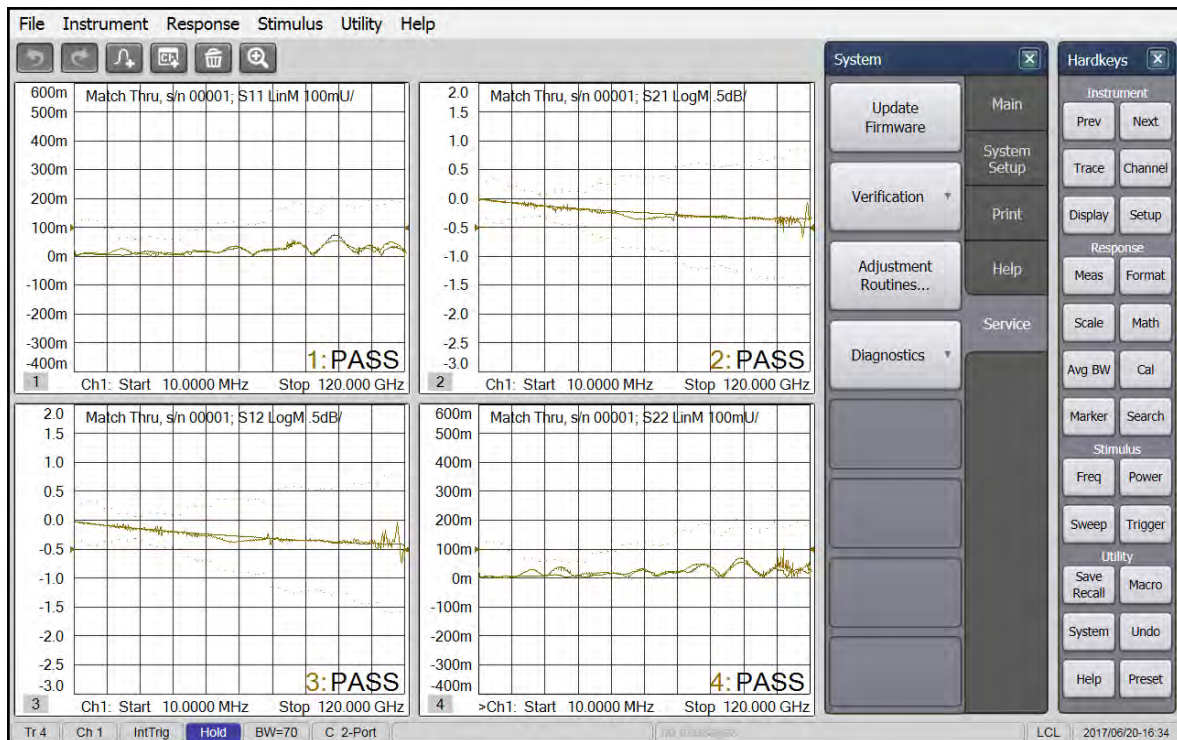 File Instrument Response Stimulus Utility Help
600m
500m
400m
300m
200m
100m
0m
-100m
-200m
-300m
-400m
Match Thru, s/n 00001; S11 LinM 100mU/
1: PASS
1
Ch1: Start 10.0000 MHz Stop 120.000 GHz
2.0
1.5
1.0
0.5
0.0
-0.5
-1.0
-1.5
-2.0
-2.5
-3.0
Match Thru, s/n 00001; S21 LogM .5dB/
2: PASS
2
Ch1: Start 10.0000 MHz Stop 120.000 GHz
2.0
1.5
1.0
0.5
0.0
-0.5
-1.0
-1.5
-2.0
-2.5
-3.0
Match Thru, s/n 00001; S12 LogM .5dB/
3: PASS
3
Ch1: Start 10.0000 MHz Stop 120.000 GHz
600m
500m
400m
300m
200m
100m
0m
-100m
-200m
-300m
-400m
Match Thru, s/n 00001; S22 LinM 100mU/
4: PASS
4
>Ch1: Start 10.0000 MHz Stop 120.000 GHz
System
Update
Firmware
Verification
Adjustment
Routines...
Diagnostics
Main
System
Setup
Print
Help
Service
Hardkeys
Instrument
Prev Next
Trace Channel
Display Setup
Response
Meas Format
Scale Math
Avg BW Cal
Marker Search
Stimulus
Freq Power
Sweep Trigger
Utility
Save
Recall
Macro
System Undo
Help Preset
Tr 4 Ch 1 IntTrig Hold BW=70 C 2-Port no messages LCL 2017/06/20-16:34